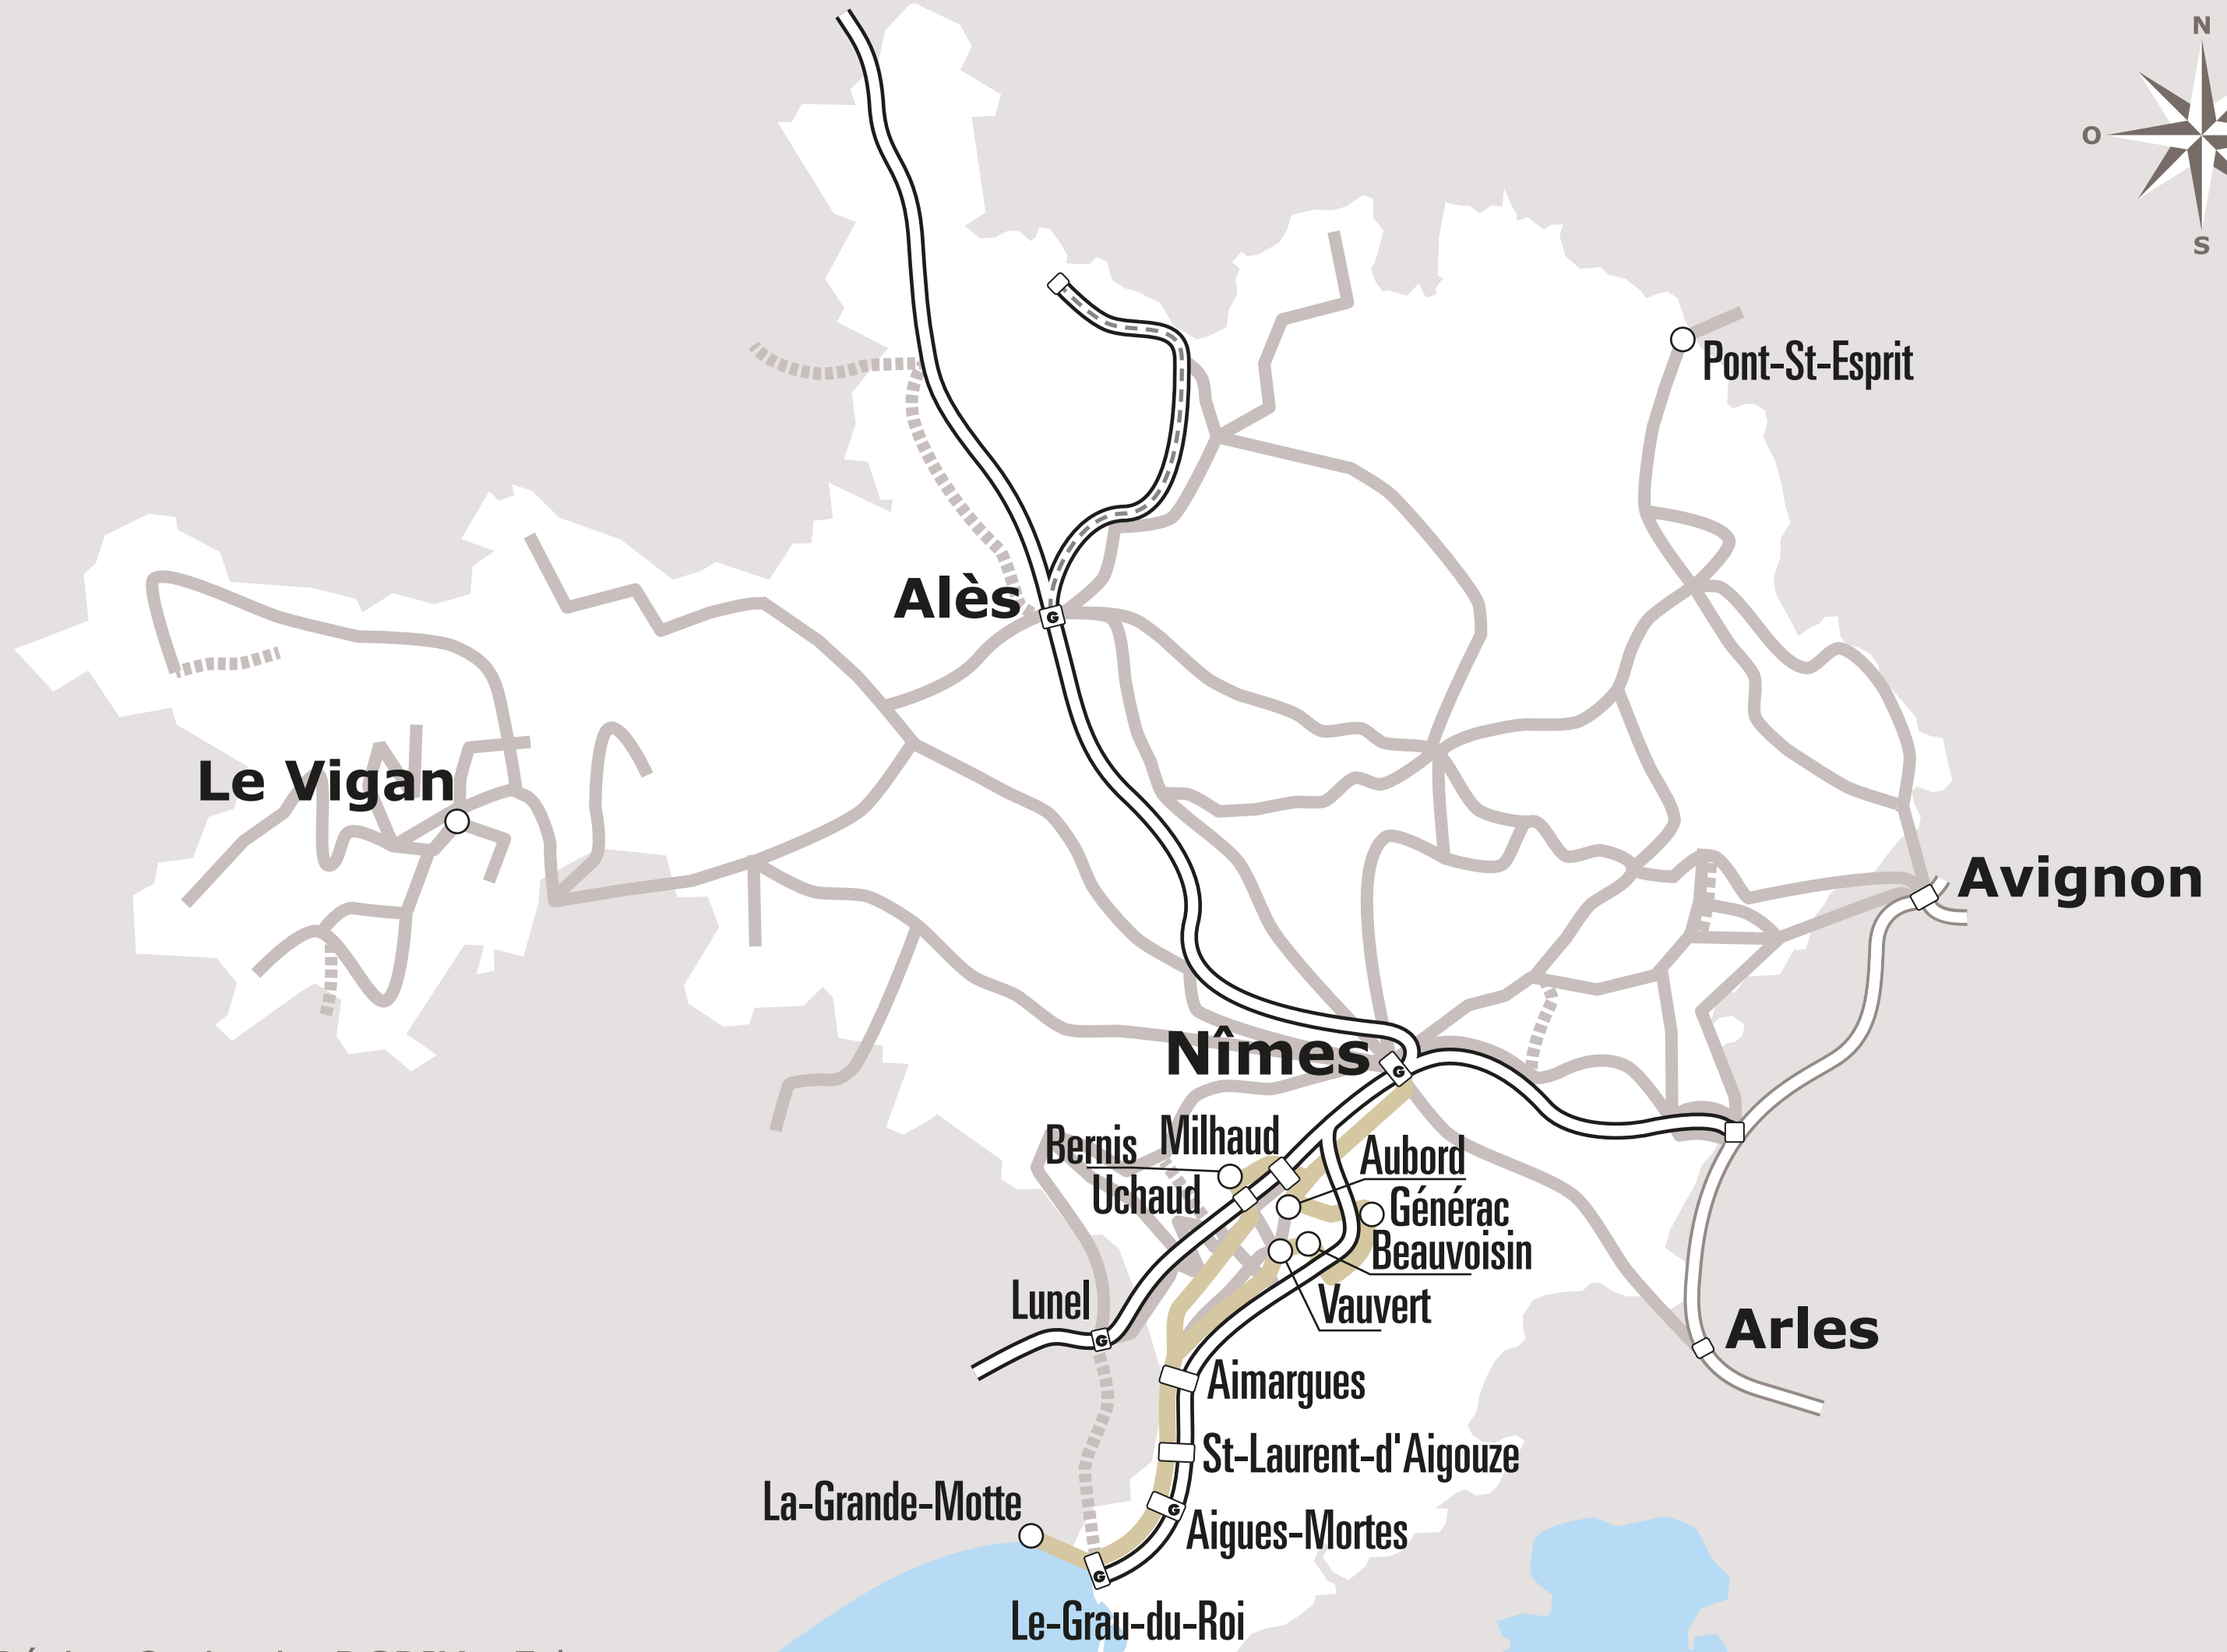 N
O
S
Pont-St-Esprit
Alès
G
Le Vigan
Avignon
Nîmes
G
Milhaud
Bernis
Aubord
Uchaud
Générac
Beauvoisin
Lunel
G
Vauvert
Arles
Aimargues
St-Laurent-d'Aigouze
La-Grande-Motte
G
Aigues-Mortes
G
Le-Grau-du-Roi